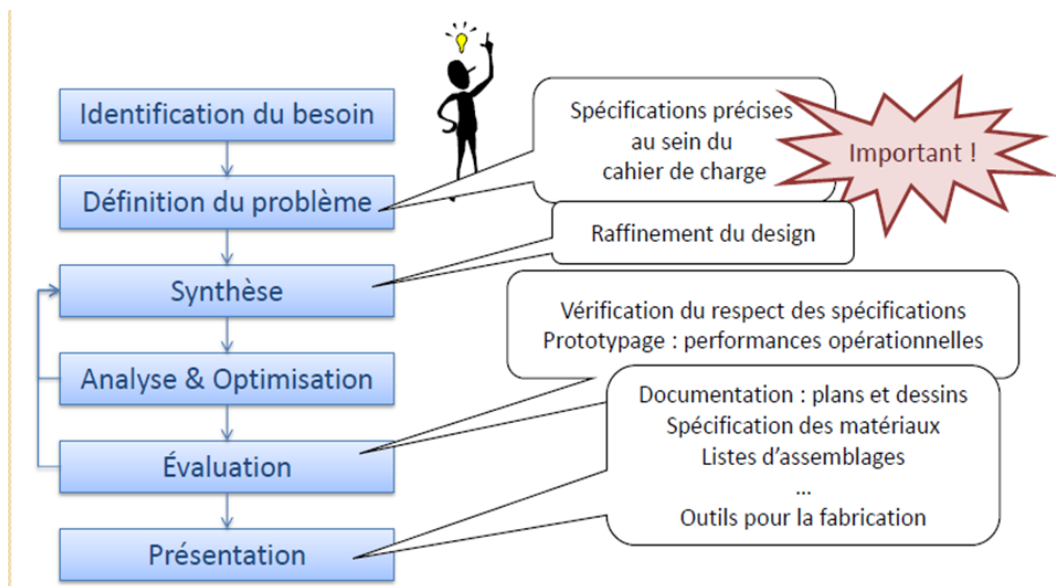 Identification du besoin
Définition du problème
Synthèse
Analyse & Optimisation
Évaluation
Présentation
Spécifications précises
au sein du
cahier de charge
Important !
Raffinement du design
Vérification du respect des spécifications
Prototypage : performances opérationnelles
Documentation : plans et dessins
Spécification des matériaux
Listes d’assemblages
...
Outils pour la fabrication